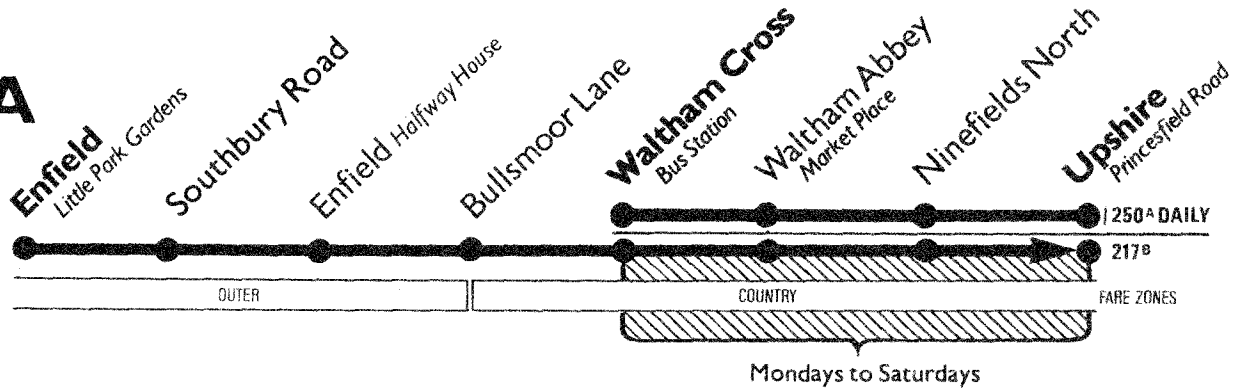 A
Enfield
Little Park Gardens
Southbury Road
Enfield Halfway House
Bullsmoor Lane
Waltham Cross
Bus Station
Waltham Abbey
Market Place
Ninefields North
Upshire
Princesfield Road
250A DAILY
217B
OUTER
COUNTRY
FARE ZONES
Mondays to Saturdays